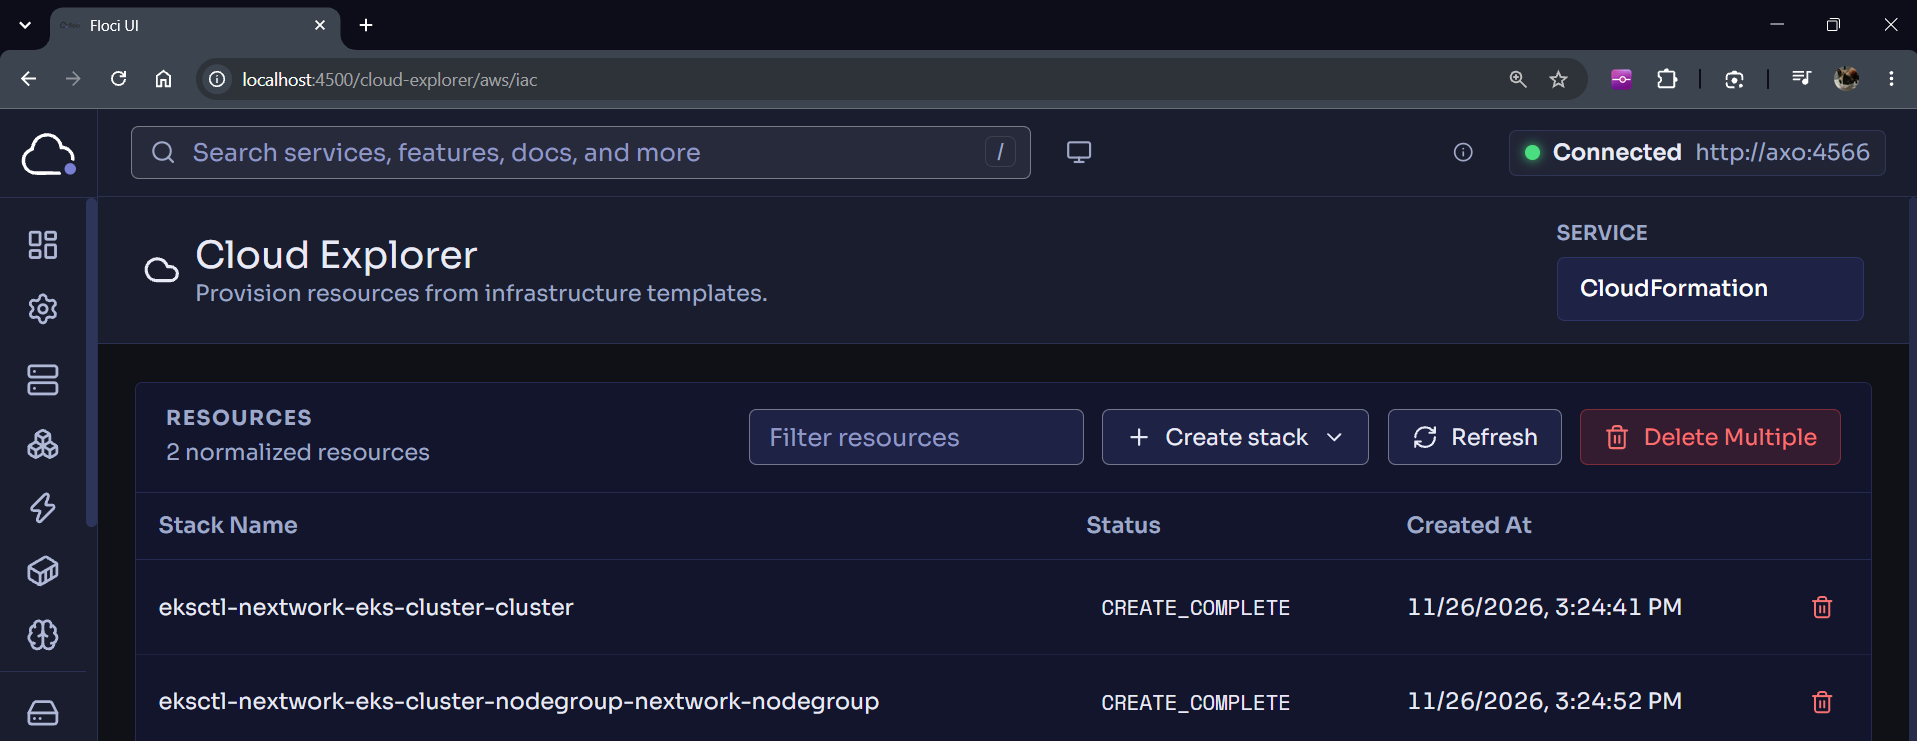 Floci UI
localhost:4500/cloud-explorer/aws/iac
Search services, features, docs, and more /
Connected http://axo:4566
Cloud Explorer
Provision resources from infrastructure templates.
SERVICE
CloudFormation
RESOURCES
2 normalized resources
Filter resources
Create stack
Refresh
Delete Multiple
Stack Name Status Created At
eksctl-nextwork-eks-cluster-cluster CREATE_COMPLETE 11/26/2026, 3:24:41 PM
eksctl-nextwork-eks-cluster-nodegroup-nextwork-nodegroup CREATE_COMPLETE 11/26/2026, 3:24:52 PM